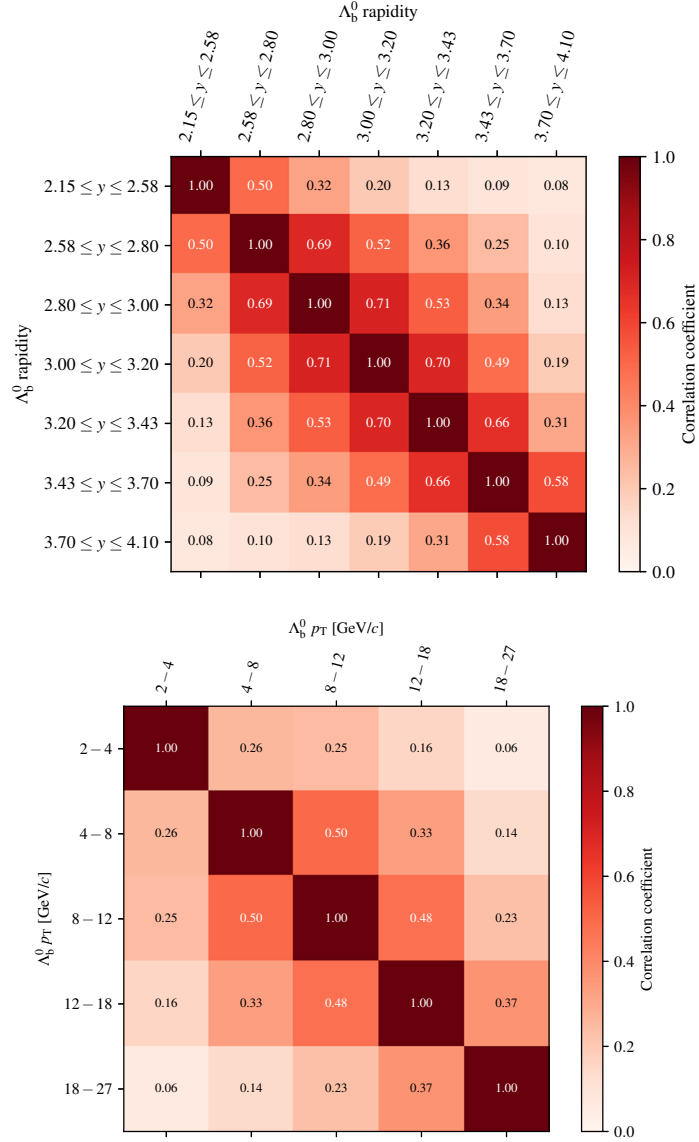 Λ_b^0 rapidity
2.15 ≤ y ≤ 2.58
2.58 ≤ y ≤ 2.80
2.80 ≤ y ≤ 3.00
3.00 ≤ y ≤ 3.20
3.20 ≤ y ≤ 3.43
3.43 ≤ y ≤ 3.70
3.70 ≤ y ≤ 4.10
Λ_b^0 rapidity
2.15 ≤ y ≤ 2.58 1.00 0.50 0.32 0.20 0.13 0.09 0.08
2.58 ≤ y ≤ 2.80 0.50 1.00 0.69 0.52 0.36 0.25 0.10
2.80 ≤ y ≤ 3.00 0.32 0.69 1.00 0.71 0.53 0.34 0.13
3.00 ≤ y ≤ 3.20 0.20 0.52 0.71 1.00 0.70 0.49 0.19
3.20 ≤ y ≤ 3.43 0.13 0.36 0.53 0.70 1.00 0.66 0.31
3.43 ≤ y ≤ 3.70 0.09 0.25 0.34 0.49 0.66 1.00 0.58
3.70 ≤ y ≤ 4.10 0.08 0.10 0.13 0.19 0.31 0.58 1.00
1.0
0.8
0.6
0.4
0.2
0.0
Correlation coefficient
Λ_b^0 p_T [GeV/c]
2 − 4
4 − 8
8 − 12
12 − 18
18 − 27
Λ_b^0 p_T [GeV/c]
2 − 4 1.00 0.26 0.25 0.16 0.06
4 − 8 0.26 1.00 0.50 0.33 0.14
8 − 12 0.25 0.50 1.00 0.48 0.23
12 − 18 0.16 0.33 0.48 1.00 0.37
18 − 27 0.06 0.14 0.23 0.37 1.00
1.0
0.8
0.6
0.4
0.2
0.0
Correlation coefficient